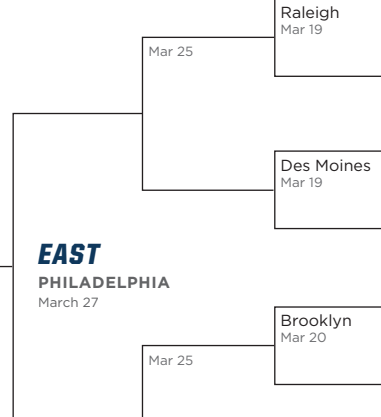 Raleigh
Mar 19
Mar 25
Des Moines
Mar 19
EAST
PHILADELPHIA
March 27
Brooklyn
Mar 20
Mar 25